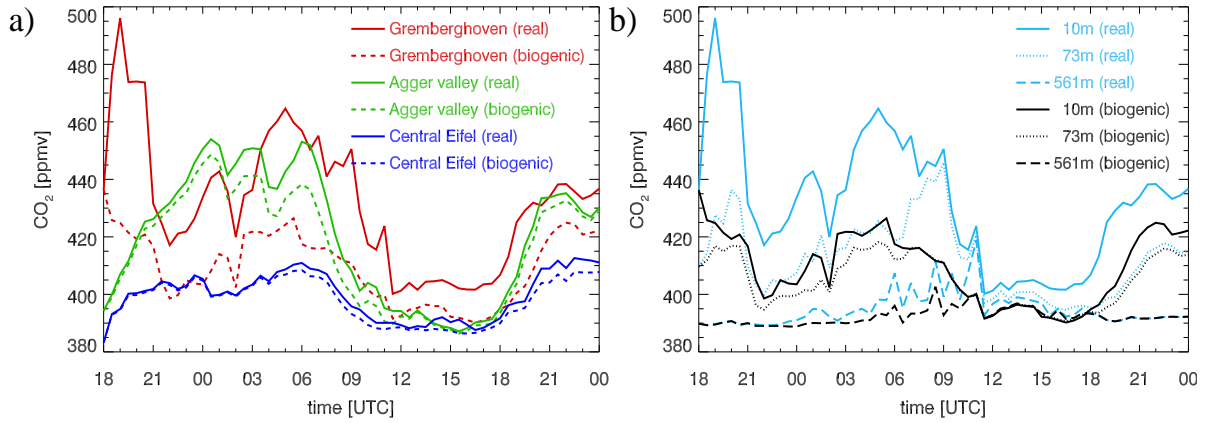 a)
500
480
460
440
420
400
380
CO2 [ppmv]
Gremberghoven (real)
Gremberghoven (biogenic)
Agger valley (real)
Agger valley (biogenic)
Central Eifel (real)
Central Eifel (biogenic)
18 21 00 03 06 09 12 15 18 21 00
time [UTC]
b)
500
480
460
440
420
400
380
CO2 [ppmv]
10m (real)
73m (real)
561m (real)
10m (biogenic)
73m (biogenic)
561m (biogenic)
18 21 00 03 06 09 12 15 18 21 00
time [UTC]